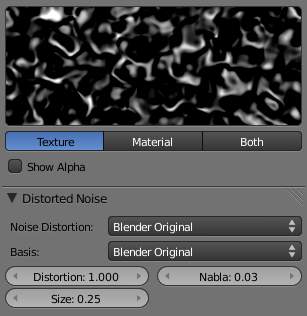 Texture Material Both
Show Alpha
Distorted Noise
Noise Distortion: Blender Original
Basis: Blender Original
Distortion: 1.000 Nabla: 0.03
Size: 0.25